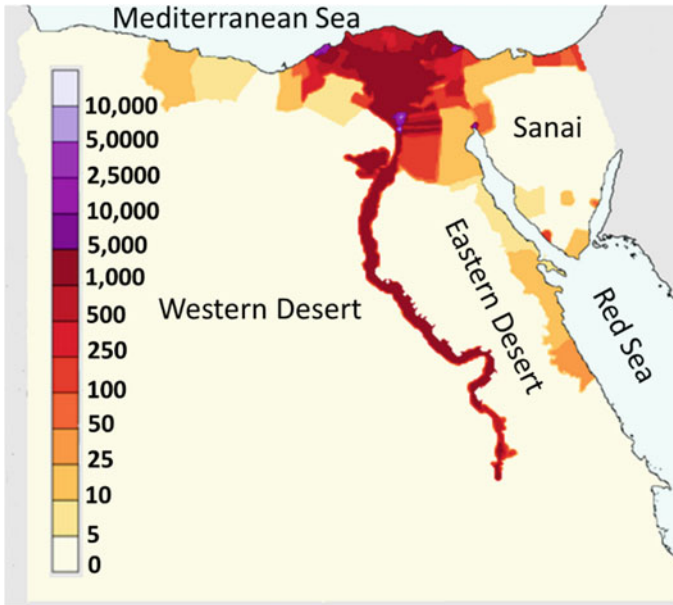 Mediterranean Sea
10,000
5,0000
2,5000
10,000
5,000
1,000
500
250
100
50
25
10
5
0
Sanai
Western Desert
Eastern Desert
Red Sea